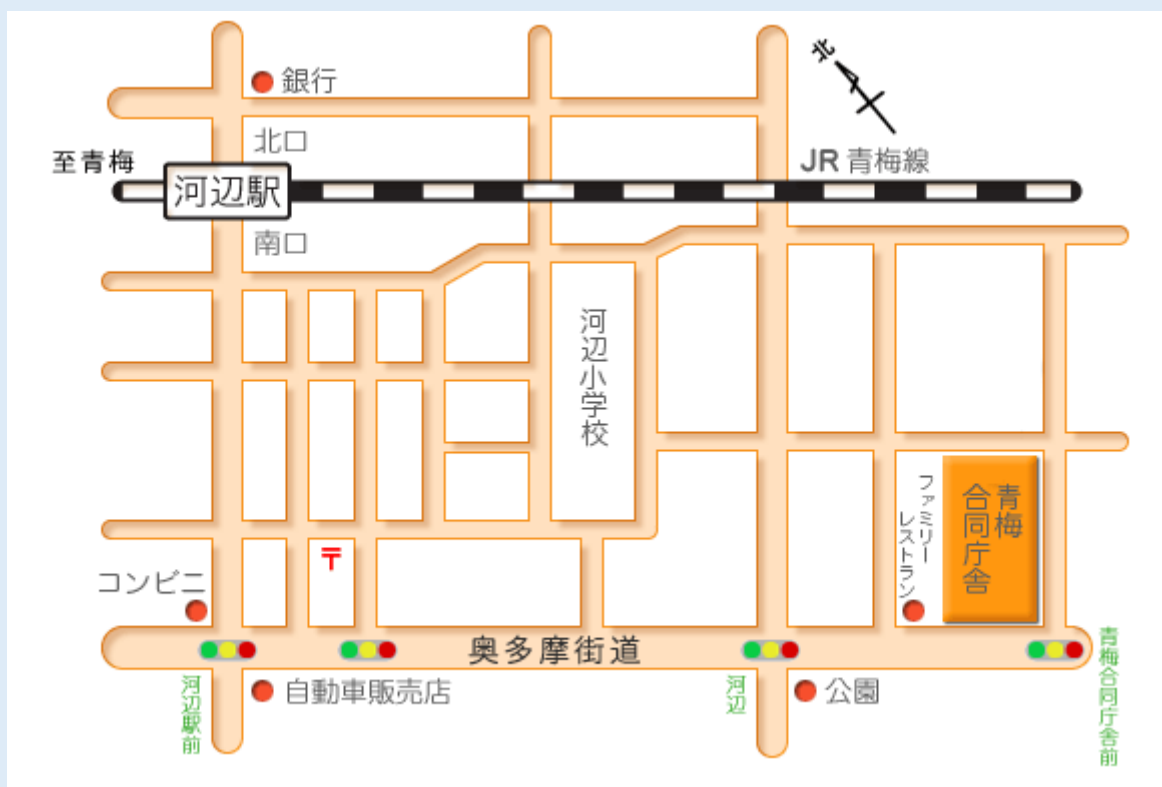 北
銀行
北口
至青梅
JR 青梅線
河辺駅
南口
河辺小学校
青梅
合同庁舎
ファミリー
レストラン
〒
コンビニ
奥多摩街道
河辺駅前
自動車販売店
河辺
公園
青梅合同庁舎前